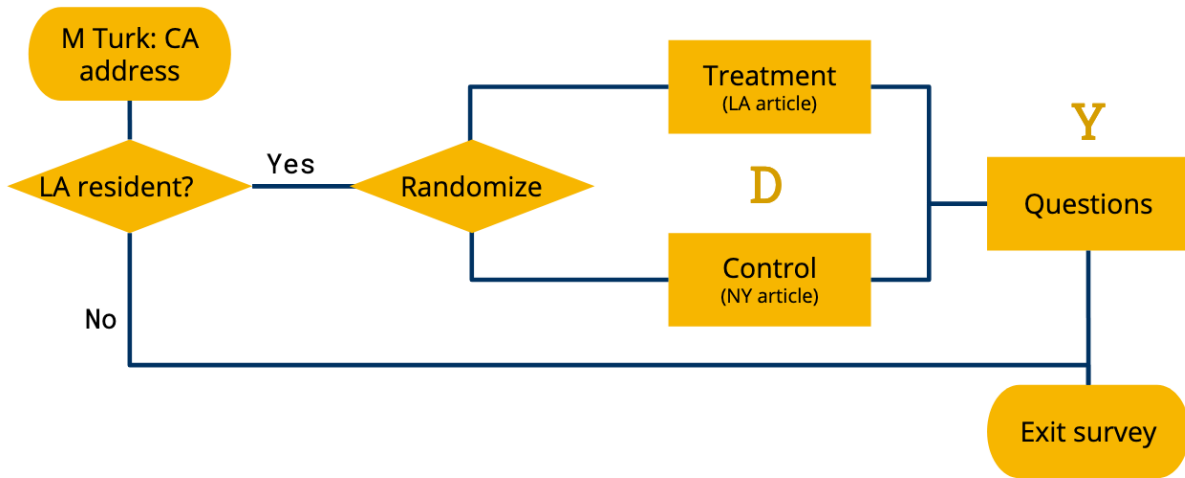 M Turk: CA
address
LA resident?
Yes
No
Randomize
Treatment
(LA article)
D
Control
(NY article)
Y
Questions
Exit survey